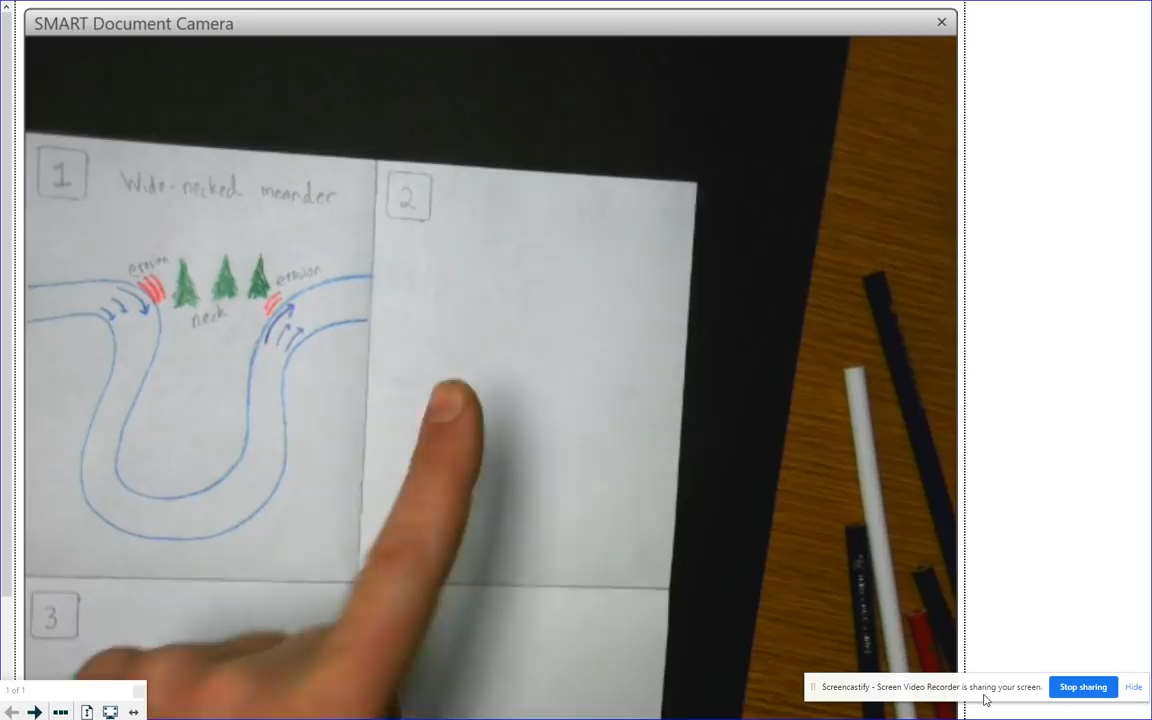 SMART Document Camera
1
Wide-necked meander
2
erosion
erosion
neck
3
1 of 1
Screencastify - Screen Video Recorder is sharing your screen.
Stop sharing
Hide